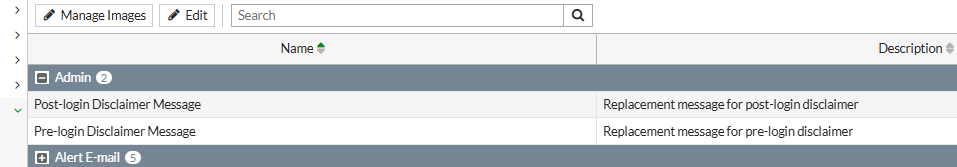 Manage Images Edit Search
Name Description
Admin 2
Post-login Disclaimer Message Replacement message for post-login disclaimer
Pre-login Disclaimer Message Replacement message for pre-login disclaimer
Alert E-mail 5